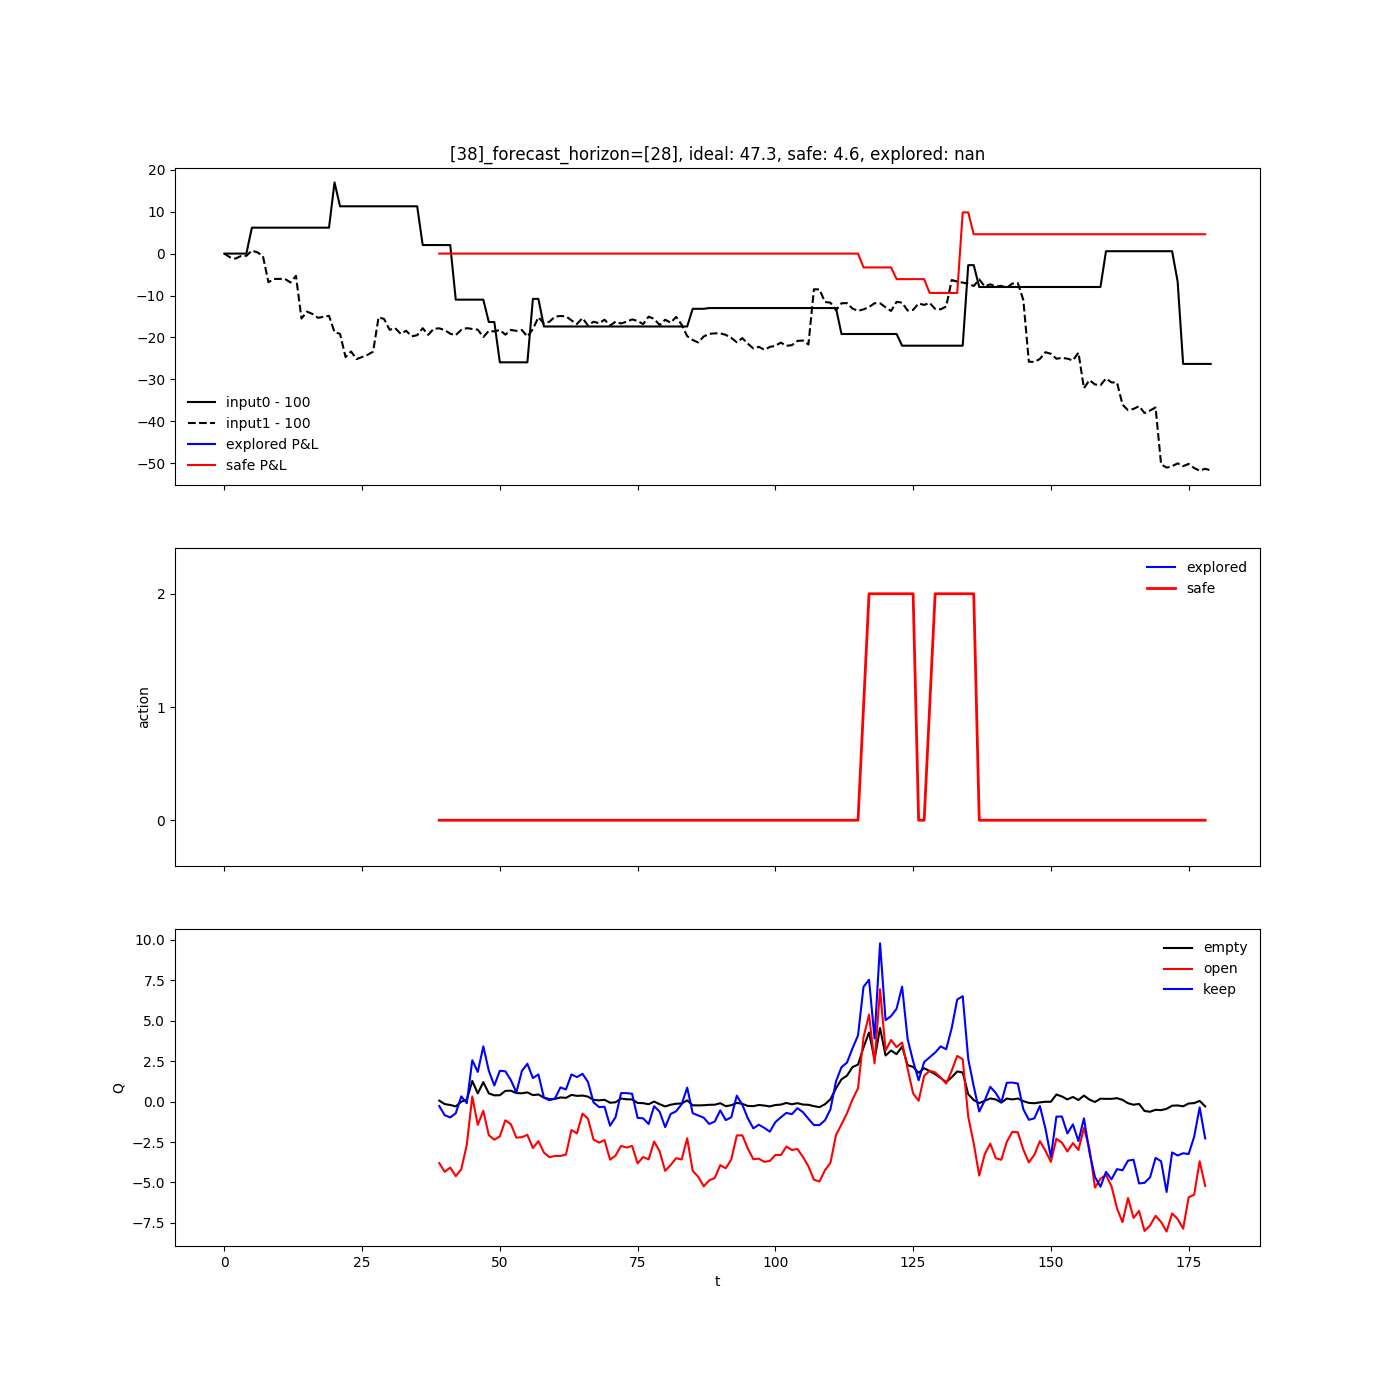 [38]_forecast_horizon=[28], ideal: 47.3, safe: 4.6, explored: nan
20
10
0
−10
−20
−30
−40
−50
input0 - 100
input1 - 100
explored P&L
safe P&L
explored
safe
2
1
0
action
empty
open
keep
10.0
7.5
5.0
2.5
0.0
−2.5
−5.0
−7.5
Q
0 25 50 75 100 125 150 175
t